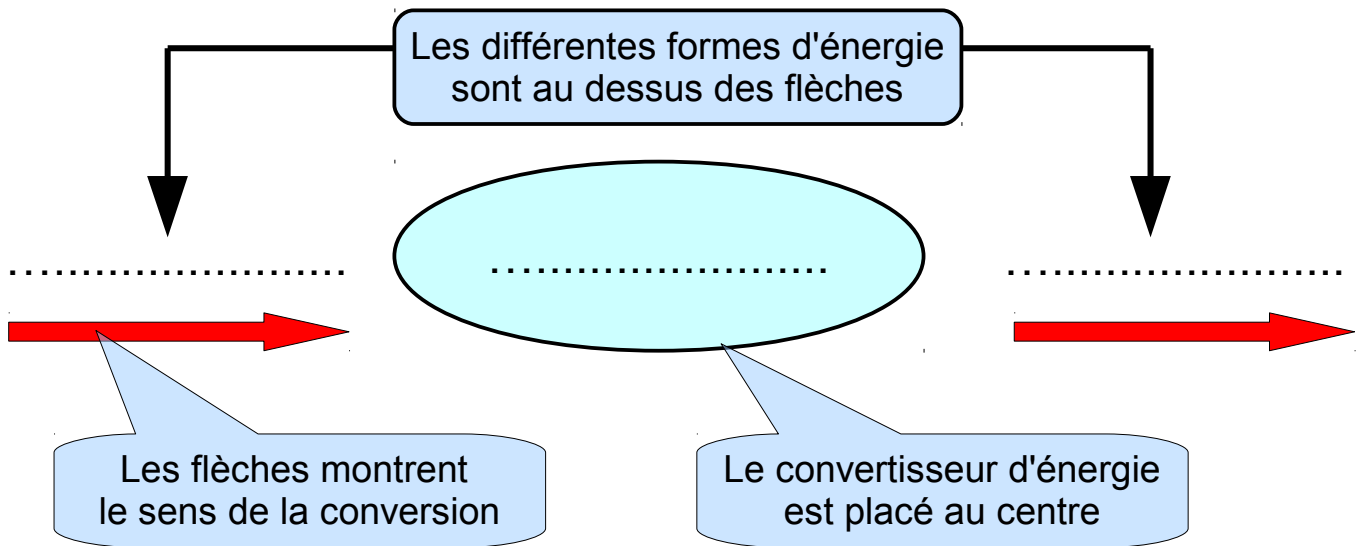 Les différentes formes d'énergie
sont au dessus des flèches
............................
............................
............................
Les flèches montrent
le sens de la conversion
Le convertisseur d'énergie
est placé au centre